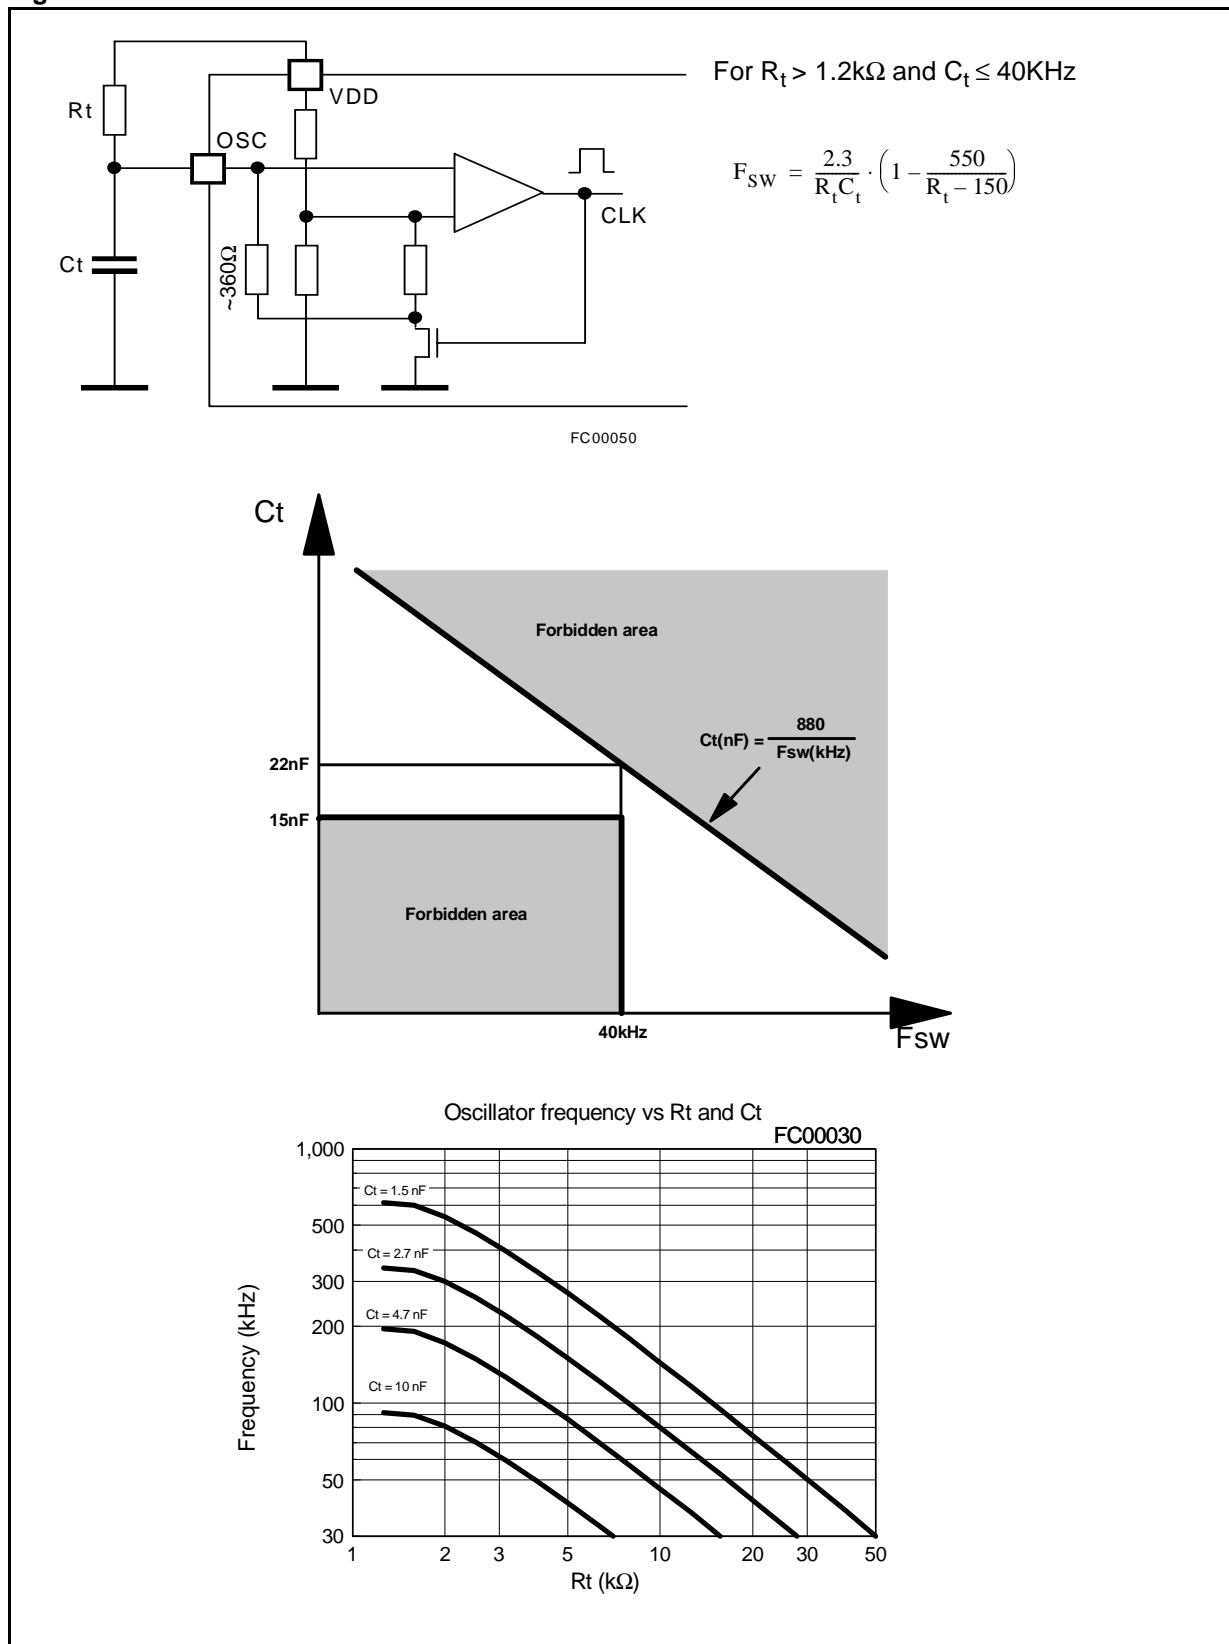 VDD
Rt
OSC
CLK
Ct
~360Ω
FC00050
For Rt > 1.2kΩ and Ct ≤ 40KHz
FSW = 2.3 / RtCt · (1 − 550 / Rt − 150)
Ct
Forbidden area
Ct(nF) = 880 / Fsw(kHz)
22nF
15nF
Forbidden area
40kHz
Fsw
Oscillator frequency vs Rt and Ct
FC00030
1,000
Ct = 1.5 nF
500
Ct = 2.7 nF
300
Ct = 4.7 nF
200
Ct = 10 nF
100
50
30
Frequency (kHz)
1 2 3 5 10 20 30 50
Rt (kΩ)